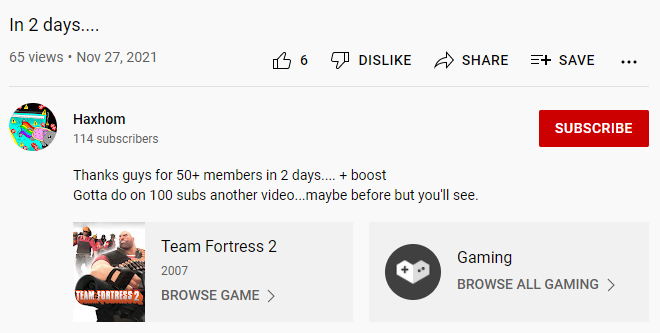 In 2 days....
65 views • Nov 27, 2021
6 DISLIKE SHARE SAVE ...
Haxhom
114 subscribers
SUBSCRIBE
Thanks guys for 50+ members in 2 days.... + boost
Gotta do on 100 subs another video...maybe before but you'll see.
TEAM FORTRESS 2
Team Fortress 2
2007
BROWSE GAME
Gaming
BROWSE ALL GAMING